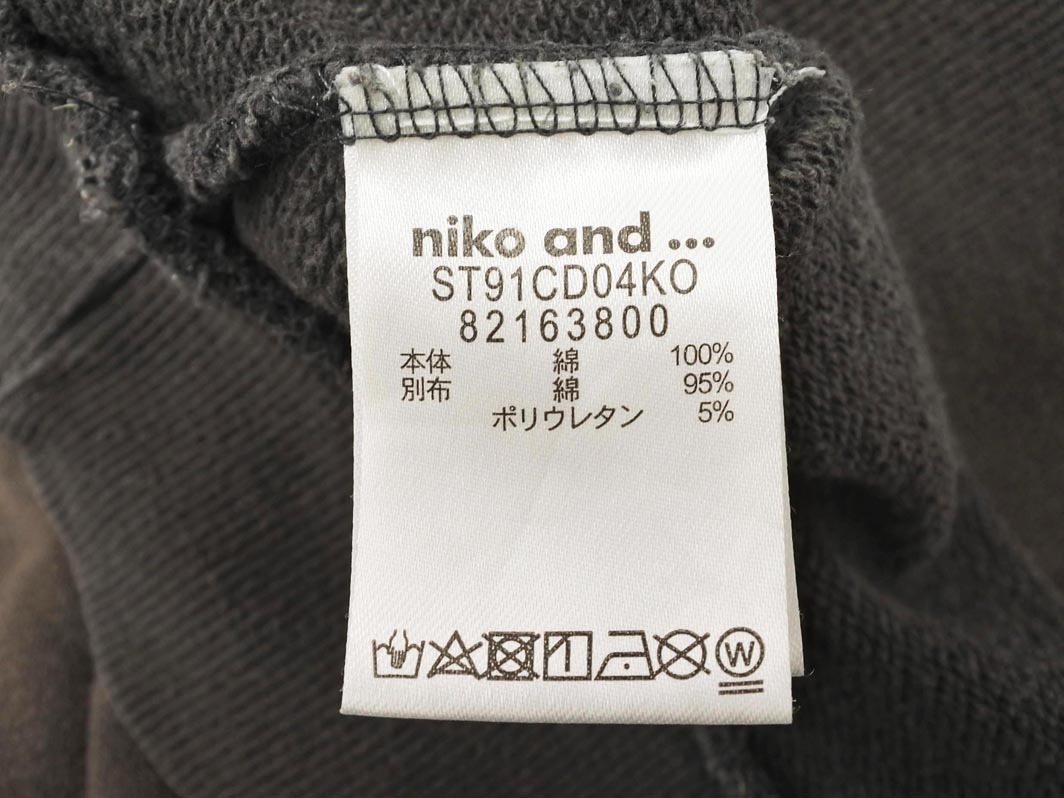 niko and ...
ST91CD04KO
82163800
本体 綿 100%
別布 綿 95%
ポリウレタン 5%
W